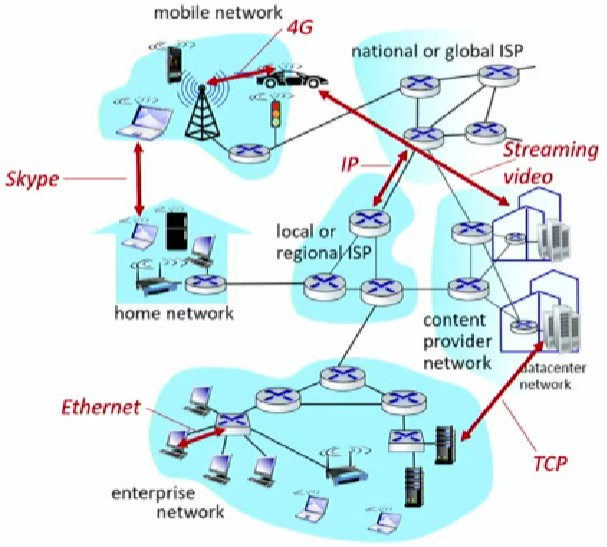 mobile network
4G
national or global ISP
Streaming
video
IP
Skype
local or
regional ISP
home network
content
provider
network
datacenter
network
Ethernet
TCP
enterprise
network